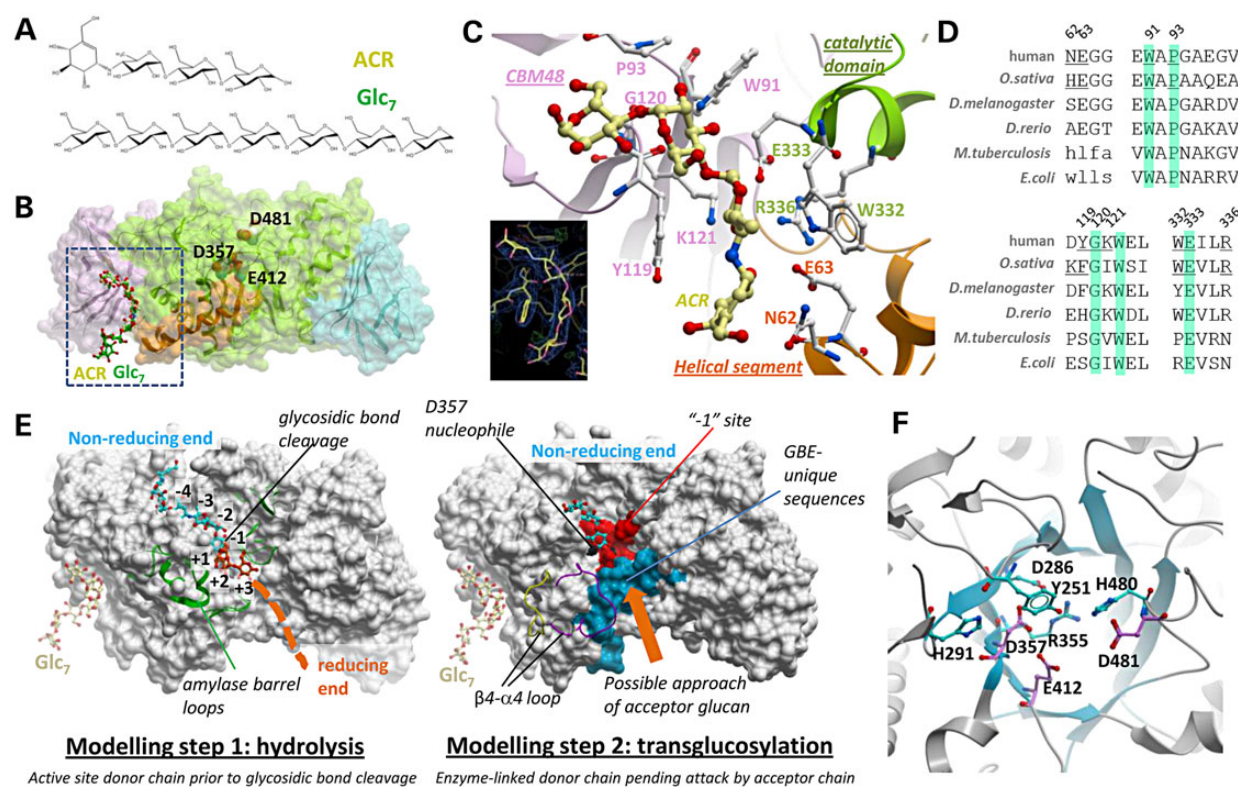 A
ACR
Glc7
B
D481
D357
E412
ACR Glc7
C
CBM48
P93
G120
W91
catalytic
domain
E333
R336
W332
K121
Y119
E63
ACR
N62
Helical segment
D
62 63 91 93
human NEGG EWAPGAEGV
O.sativa HEGG EWAPAAQEA
D.melanogaster SEGG EWAPGARDV
D.rerio AEGT EWAPGAKAV
M.tuberculosis hlfa VWAPNAKGV
E.coli wlls VWAPNARRV
119 120 121 332 333 336
human DYGKWEL WEILR
O.sativa KFGIWSI WEVLR
D.melanogaster DFGKWEL YEVLR
D.rerio EHGKWDL WEVLR
M.tuberculosis PSGVWEL PEVRN
E.coli ESGIWEL REVSN
E
Non-reducing end
glycosidic bond
cleavage
-4
-3
-2
-1
+1
+2
+3
Glc7
reducing
end
amylase barrel
loops
Modelling step 1: hydrolysis
Active site donor chain prior to glycosidic bond cleavage
D357
nucleophile
"-1" site
Non-reducing end
GBE-
unique
sequences
Glc7
β4-α4 loop
Possible approach
of acceptor glucan
Modelling step 2: transglucosylation
Enzyme-linked donor chain pending attack by acceptor chain
F
D286
Y251
H480
R355
H291
D357
D481
E412